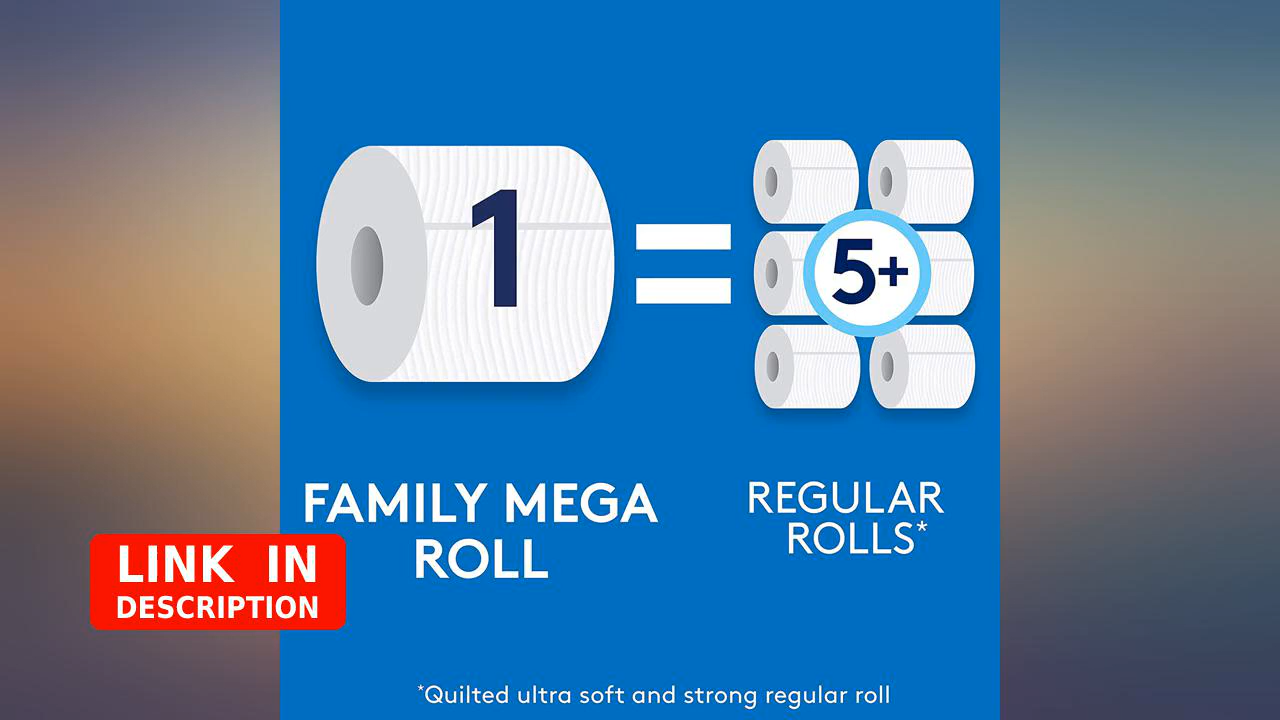 1
5+
FAMILY MEGA
ROLL
REGULAR
ROLLS*
LINK IN
DESCRIPTION
*Quilted ultra soft and strong regular roll